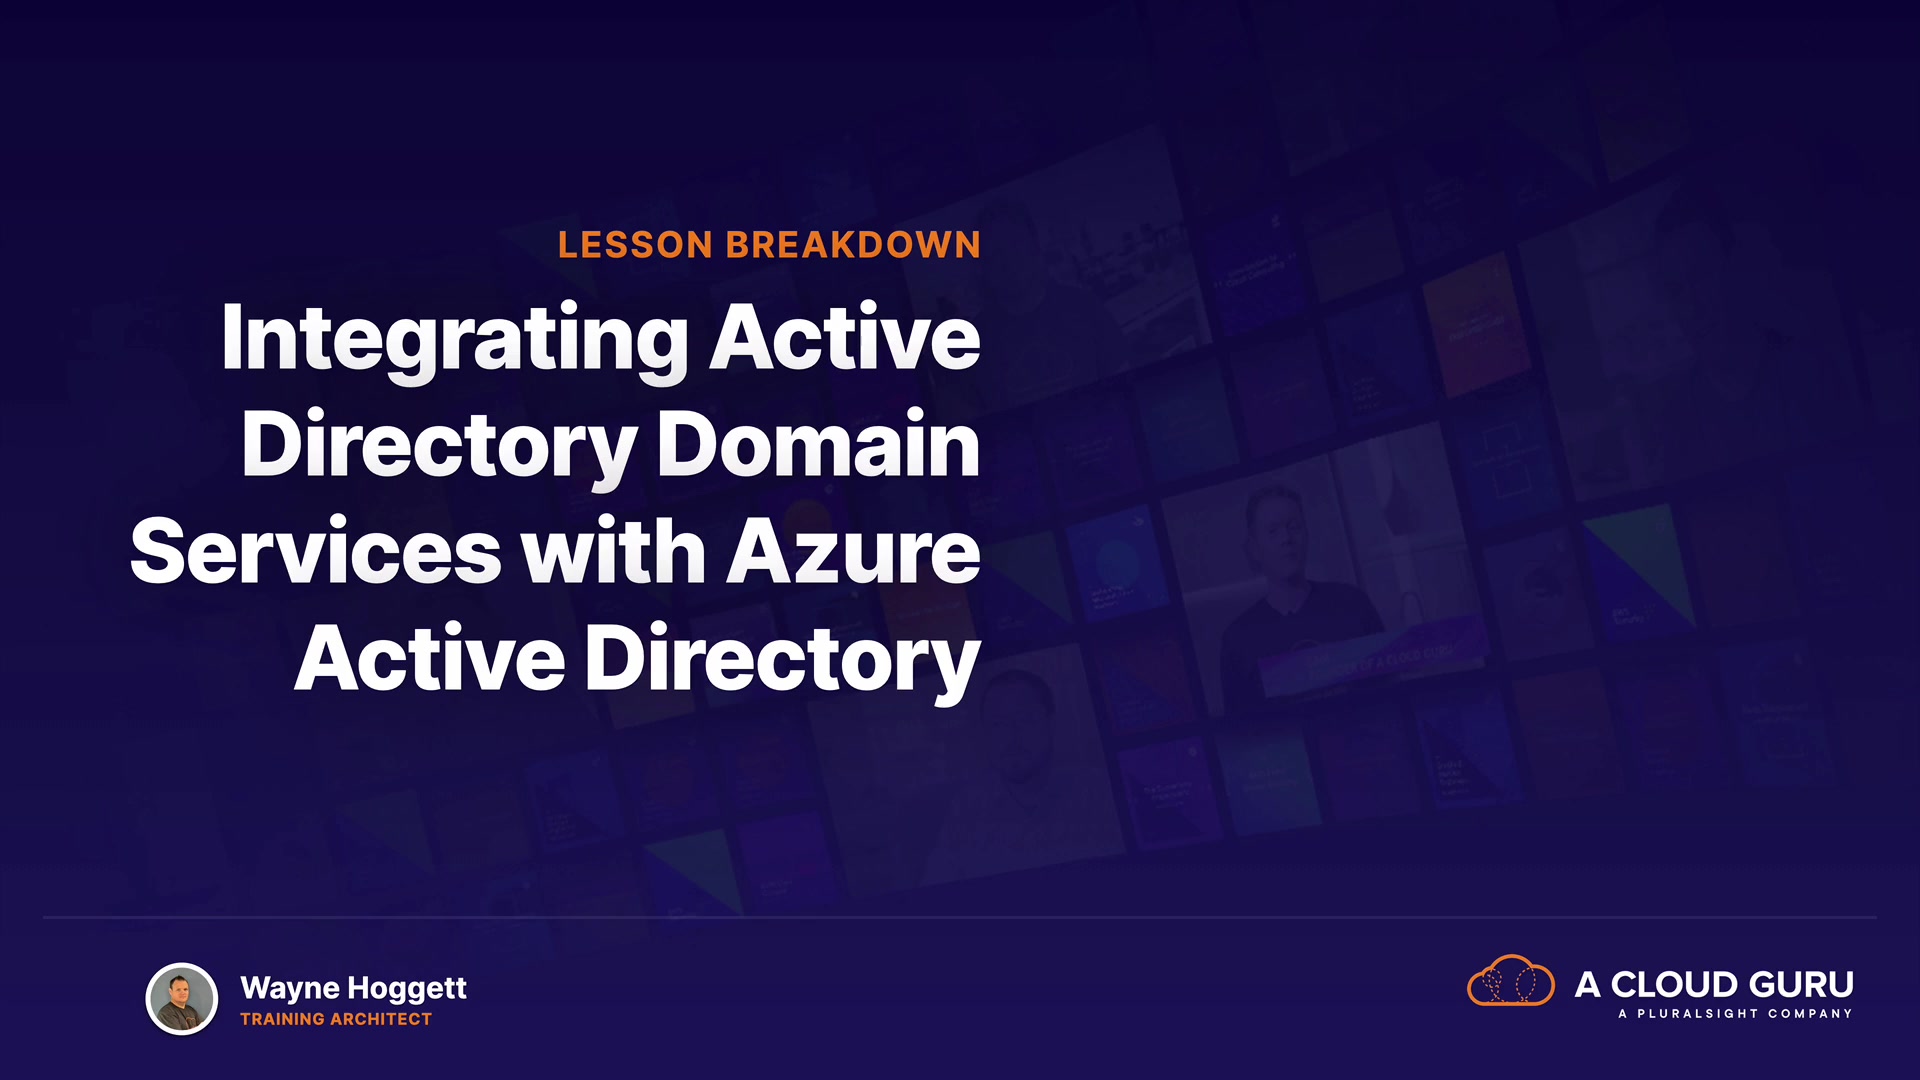 LESSON BREAKDOWN
Integrating Active
Directory Domain
Services with Azure
Active Directory
Wayne Hoggett
TRAINING ARCHITECT
A CLOUD GURU
A PLURALSIGHT COMPANY